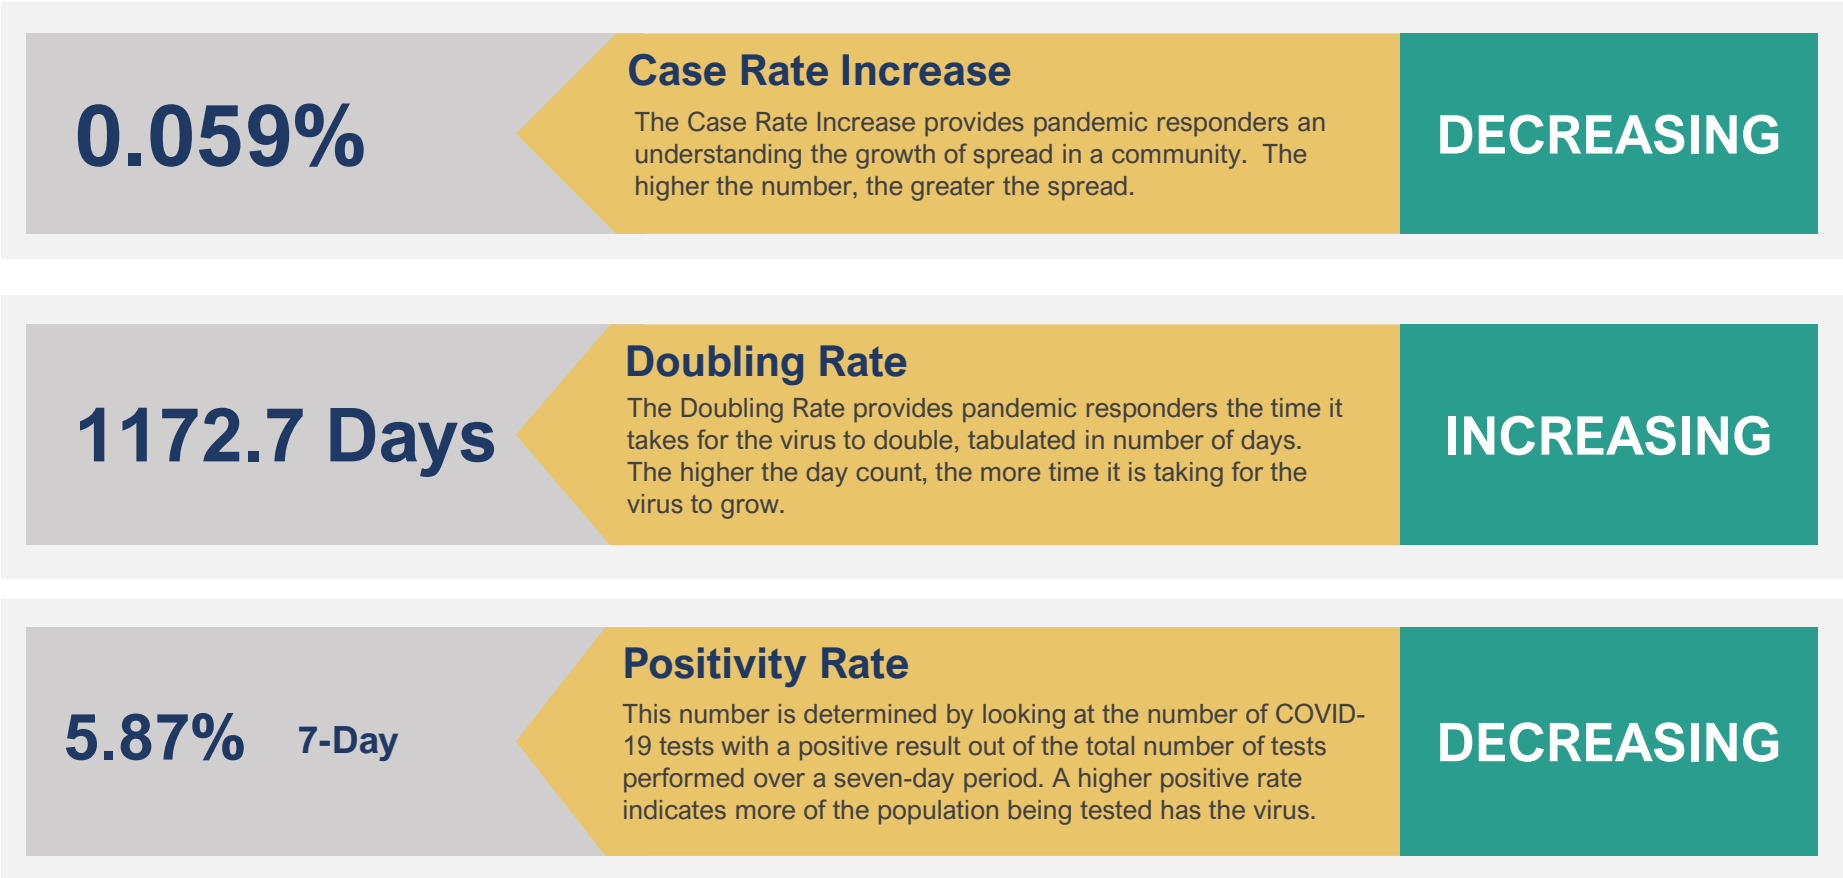 0.059%
Case Rate Increase
The Case Rate Increase provides pandemic responders an
understanding the growth of spread in a community.  The
higher the number, the greater the spread.
DECREASING
1172.7 Days
Doubling Rate
The Doubling Rate provides pandemic responders the time it
takes for the virus to double, tabulated in number of days.
The higher the day count, the more time it is taking for the
virus to grow.
INCREASING
5.87% 7-Day
Positivity Rate
This number is determined by looking at the number of COVID-
19 tests with a positive result out of the total number of tests
performed over a seven-day period. A higher positive rate
indicates more of the population being tested has the virus.
DECREASING